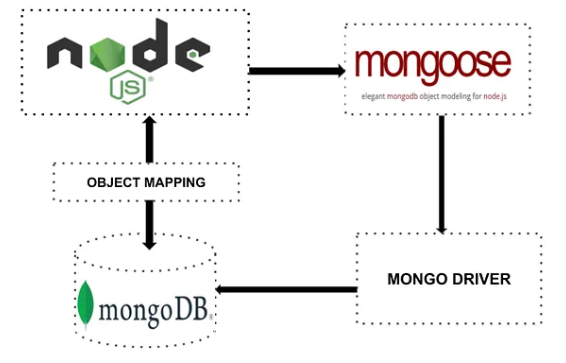 node
JS®
mongoose
elegant mongodb object modeling for node.js
OBJECT MAPPING
MONGO DRIVER
mongoDB®